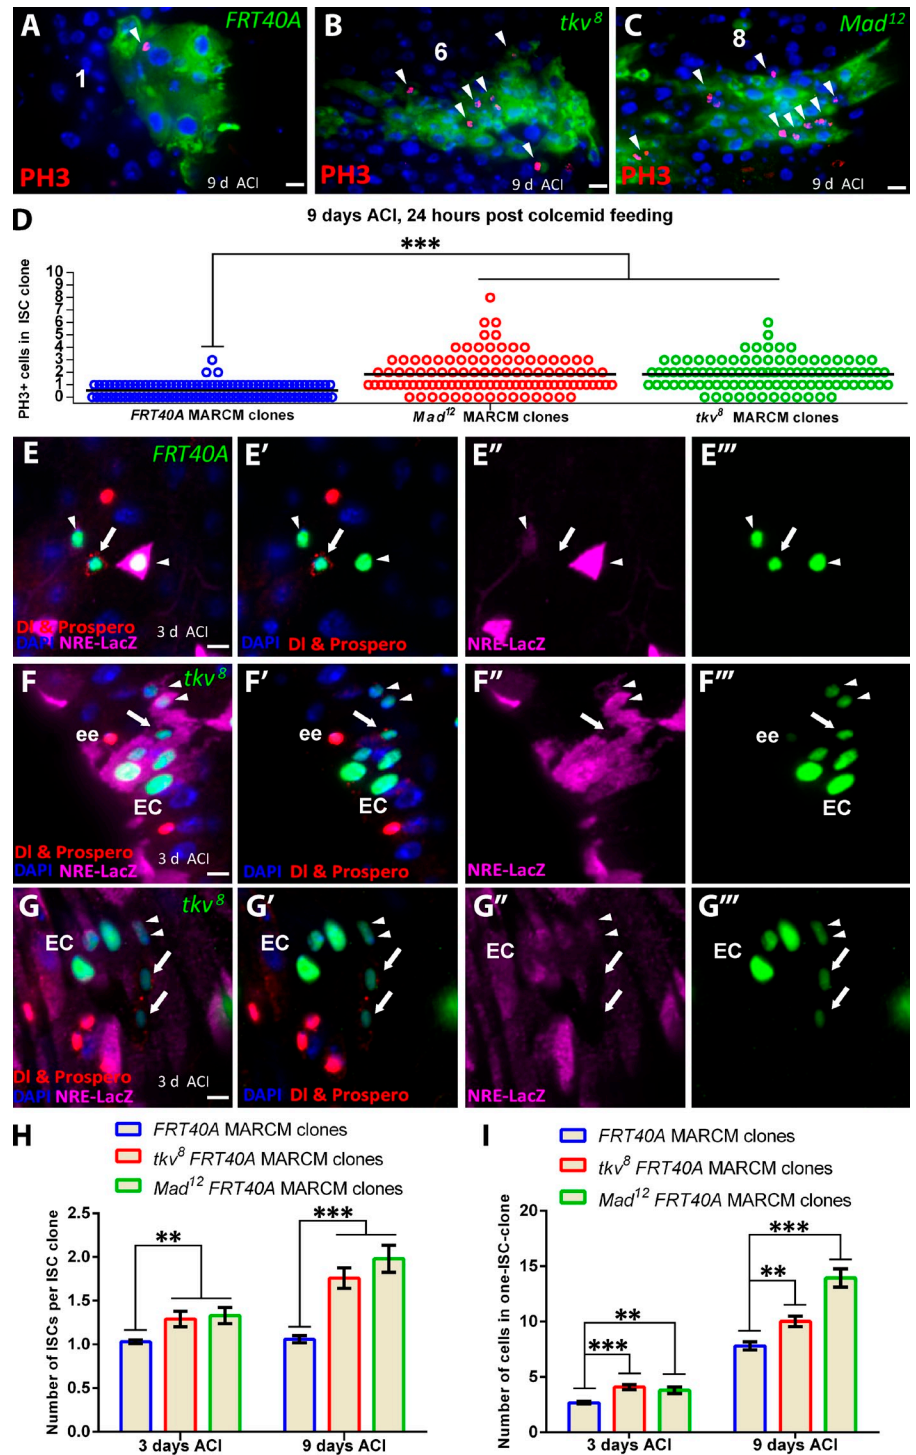 A FRT40A
1
PH3 9 d ACI
B tkv8
6
PH3 9 d ACI
C Mad12
8
PH3 9 d ACI
D 9 days ACI, 24 hours post colcemid feeding
***
PH3+ cells in ISC clone
10
9
8
7
6
5
4
3
2
1
0
FRT40A MARCM clones Mad12 MARCM clones tkv8 MARCM clones
E FRT40A
Dl & Prospero
DAPI NRE-LacZ 3 d ACI
E′
DAPI Dl & Prospero
E″
NRE-LacZ
E‴
F tkv8
ee
EC
Dl & Prospero
DAPI NRE-LacZ 3 d ACI
F′
ee
EC
DAPI Dl & Prospero
F″
NRE-LacZ
F‴
ee
EC
G tkv8
EC
Dl & Prospero
DAPI NRE-LacZ 3 d ACI
G′
EC
DAPI Dl & Prospero
G″
EC
NRE-LacZ
G‴
EC
H
FRT40A MARCM clones
tkv8 FRT40A MARCM clones
Mad12 FRT40A MARCM clones
Number of ISCs per ISC clone
2.5
2.0
1.5
1.0
0.5
0.0
**
***
3 days ACI 9 days ACI
I
FRT40A MARCM clones
tkv8 FRT40A MARCM clones
Mad12 FRT40A MARCM clones
Number of cells in one-ISC-clone
20
15
10
5
0
**
***
***
**
3 days ACI 9 days ACI